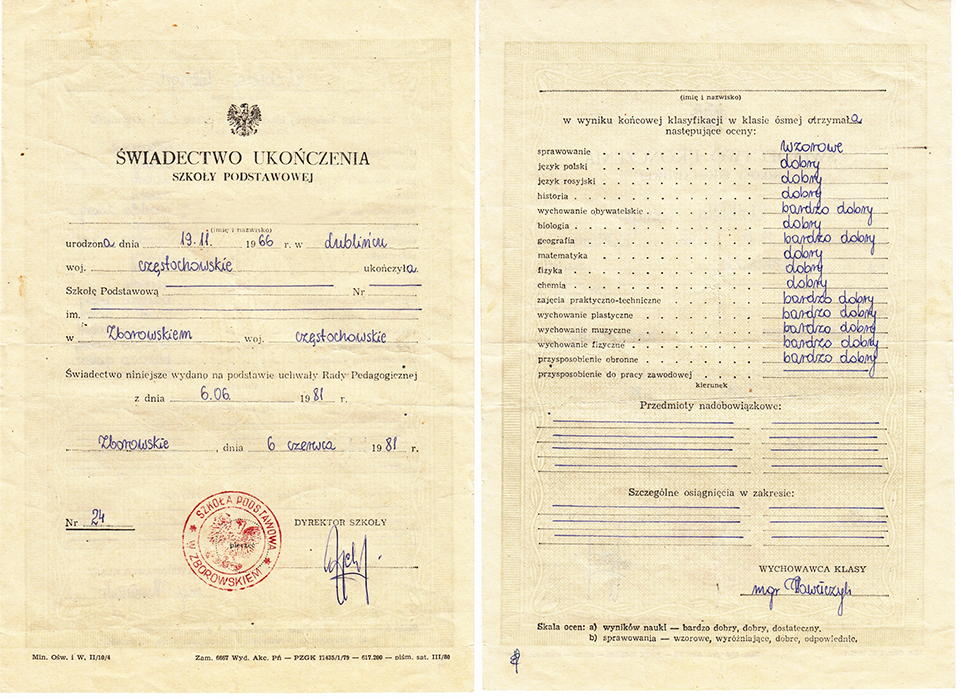 ŚWIADECTWO UKOŃCZENIA
SZKOŁY PODSTAWOWEJ
(imię i nazwisko)
urodzona dnia 19.11. 1966 r. w Lublińcu
woj. częstochowskie ukończyła
Szkołę Podstawową Nr
im.
w Zborowskiem woj. częstochowskie
Świadectwo niniejsze wydano na podstawie uchwały Rady Pedagogicznej
z dnia 6.06. 1981 r.
Zborowskie, dnia 6 czerwca 1981 r.
Nr 24
SZKOŁA PODSTAWOWA
W ZBOROWSKIEM
DYREKTOR SZKOŁY
Min. Ośw. i W. II/10/4 Zam. 6667 Wyd. Akc. Pń — PZGK 11435/1/79 — 617.200 — piśm. sat. III/80
(imię i nazwisko)
w wyniku końcowej klasyfikacji w klasie ósmej otrzymała
następujące oceny:
sprawowanie wzorowe
język polski dobry
język rosyjski dobry
historia dobry
wychowanie obywatelskie bardzo dobry
biologia dobry
geografia bardzo dobry
matematyka dobry
fizyka dobry
chemia dobry
zajęcia praktyczno-techniczne bardzo dobry
wychowanie plastyczne bardzo dobry
wychowanie muzyczne bardzo dobry
wychowanie fizyczne bardzo dobry
przysposobienie obronne bardzo dobry
przysposobienie do pracy zawodowej
kierunek
Przedmioty nadobowiązkowe:
Szczególne osiągnięcia w zakresie:
WYCHOWAWCA KLASY
mgr
Skala ocen: a) wyników nauki — bardzo dobry, dobry, dostateczny.
b) sprawowania — wzorowe, wyróżniające, dobre, odpowiednie.